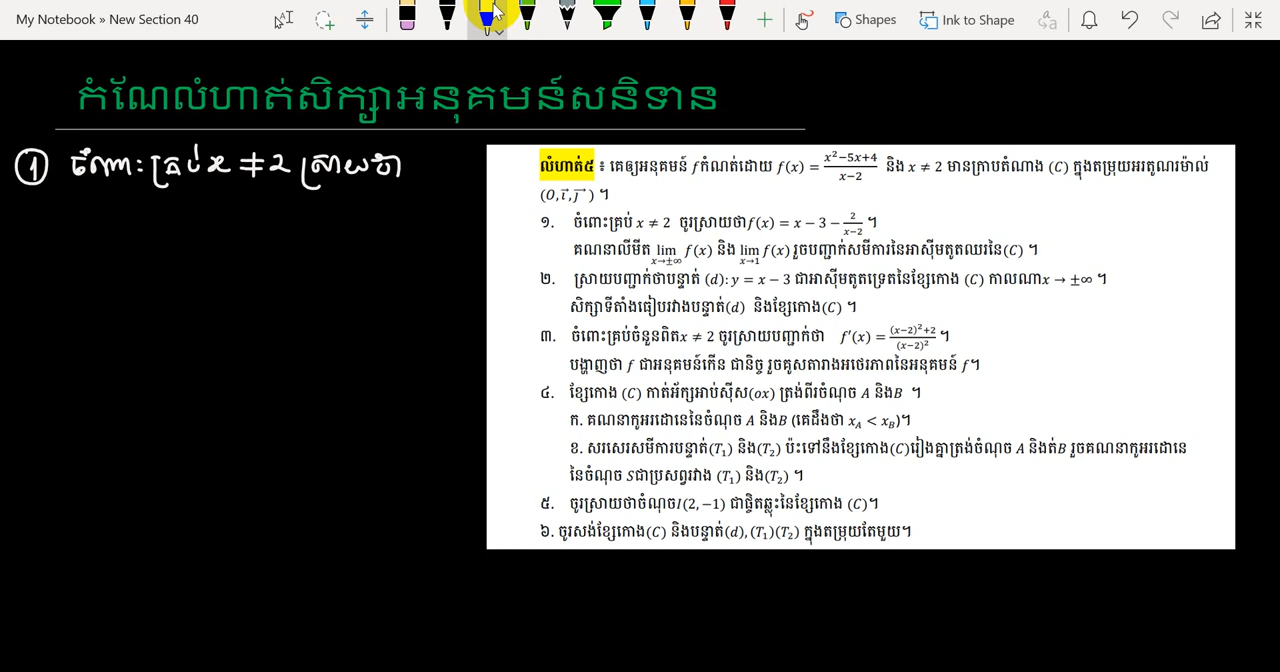 My Notebook » New Section 40
Shapes
Ink to Shape
កំណែលំហាត់សិក្សាអនុគមន៍សនិទាន
① ចំពោះគ្រប់ x ≠ 2 ស្រាយថា
លំហាត់៥ ៖ គេឲ្យអនុគមន៍ f កំណត់ដោយ f(x) = (x²−5x+4)/(x−2) និង x ≠ 2 មានក្រាបតំណាង (C) ក្នុងតម្រុយអរតូណរម៉ាល់
(O, i⃗, j⃗ ) ។
១. ចំពោះគ្រប់ x ≠ 2 ចូរស្រាយថា f(x) = x − 3 − 2/(x−2) ។
គណនាលីមីត lim x→±∞ f(x) និង lim x→1 f(x) រួចបញ្ជាក់សមីការនៃអាស៊ីមតូតឈរនៃ(C) ។
២. ស្រាយបញ្ជាក់ថាបន្ទាត់ (d): y = x − 3 ជាអាស៊ីមតូតទ្រេតនៃខ្សែកោង (C) កាលណា x → ±∞ ។
សិក្សាទីតាំងធៀបរវាងបន្ទាត់(d) និងខ្សែកោង(C) ។
៣. ចំពោះគ្រប់ចំនួនពិត x ≠ 2 ចូរស្រាយបញ្ជាក់ថា f′(x) = ((x−2)²+2)/(x−2)² ។
បង្ហាញថា f ជាអនុគមន៍កើន ជានិច្ច រួចគូសតារាងអថេរភាពនៃអនុគមន៍ f។
៤. ខ្សែកោង (C) កាត់អ័ក្សអាប់ស៊ីស(ox) ត្រង់ពីរចំណុច A និងB ។
ក. គណនាកូអរដោនេនៃចំណុច A និងB (គេដឹងថា x_A < x_B)។
ខ. សរសេរសមីការបន្ទាត់(T₁) និង(T₂) ប៉ះទៅនឹងខ្សែកោង(C)រៀងគ្នាត្រង់ចំណុច A និងត់B រួចគណនាកូអរដោនេ
នៃចំណុច Sជាប្រសព្វរវាង (T₁) និង(T₂) ។
៥. ចូរស្រាយថាចំណុចI(2, −1) ជាផ្ចិតឆ្លុះនៃខ្សែកោង (C)។
៦. ចូរសង់ខ្សែកោង(C) និងបន្ទាត់(d), (T₁)(T₂) ក្នុងតម្រុយតែមួយ។